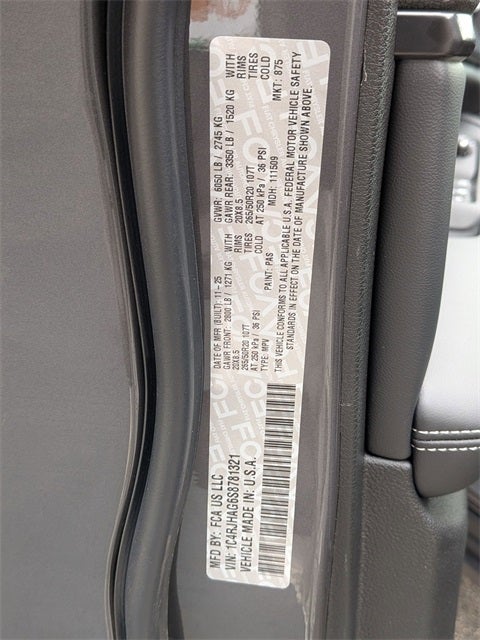 MFD BY: FCA US LLC
VIN: 1C4RJHAG6S8781321
VEHICLE MADE IN: U.S.A.
DATE OF MFR (BUILT): 11-25
GAWR FRONT: 2800 LB / 1271 KG WITH
20X8.5 RIMS
265/50R20 107T TIRES
AT 250 kPa / 36 PSI COLD
TYPE: MPV PAINT: PAS
GVWR: 6050 LB / 2745 KG
GAWR REAR: 3350 LB / 1520 KG WITH
20X8.5 RIMS
265/50R20 107T TIRES
AT 250 kPa / 36 PSI COLD
MDH: 111509 MKT: 875
THIS VEHICLE CONFORMS TO ALL APPLICABLE U.S.A. FEDERAL MOTOR VEHICLE SAFETY
STANDARDS IN EFFECT ON THE DATE OF MANUFACTURE SHOWN ABOVE.